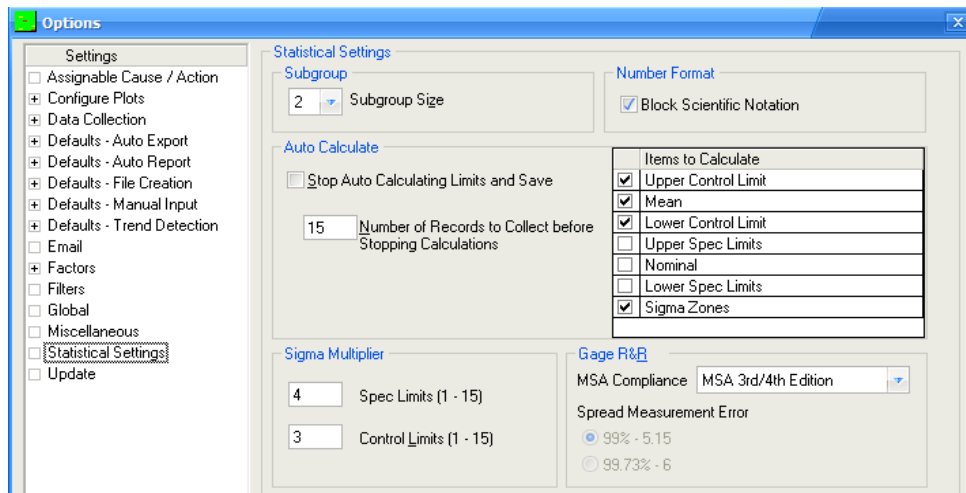 Options
Settings
Assignable Cause / Action
Configure Plots
Data Collection
Defaults - Auto Export
Defaults - Auto Report
Defaults - File Creation
Defaults - Manual Input
Defaults - Trend Detection
Email
Factors
Filters
Global
Miscellaneous
Statistical Settings
Update
Statistical Settings
Subgroup
2 Subgroup Size
Number Format
Block Scientific Notation
Auto Calculate
Stop Auto Calculating Limits and Save
15 Number of Records to Collect before
Stopping Calculations
Items to Calculate
Upper Control Limit
Mean
Lower Control Limit
Upper Spec Limits
Nominal
Lower Spec Limits
Sigma Zones
Sigma Multiplier
4 Spec Limits (1 - 15)
3 Control Limits (1 - 15)
Gage R&R
MSA Compliance MSA 3rd/4th Edition
Spread Measurement Error
99% - 5.15
99.73% - 6